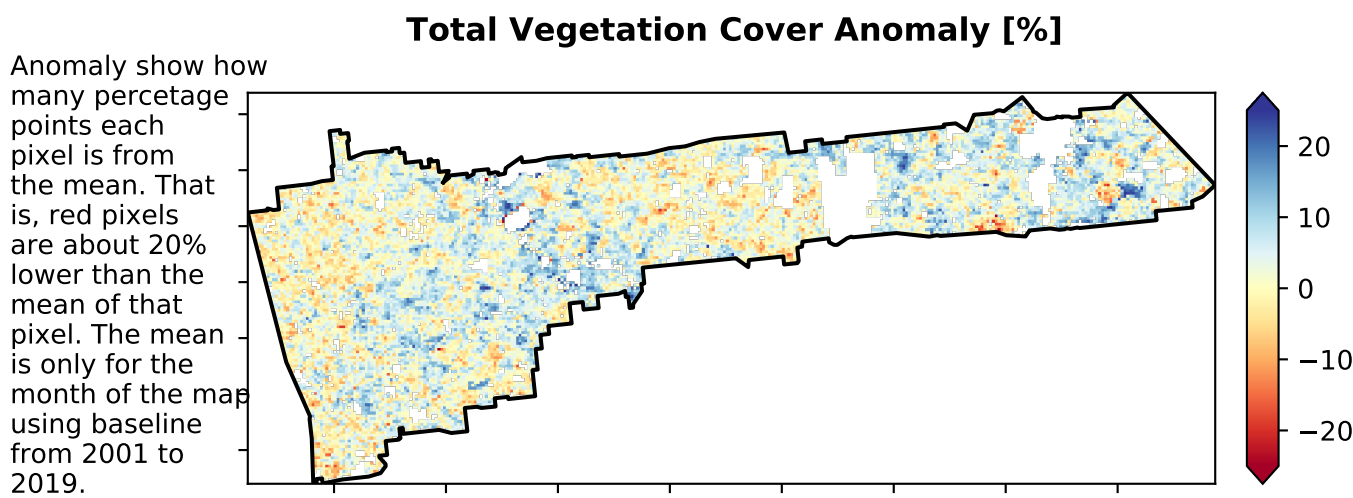 Total Vegetation Cover Anomaly [%]
Anomaly show how
many percetage
points each
pixel is from
the mean. That
is, red pixels
are about 20%
lower than the
mean of that
pixel. The mean
is only for the
month of the map
using baseline
from 2001 to
2019.
20
10
0
−10
−20